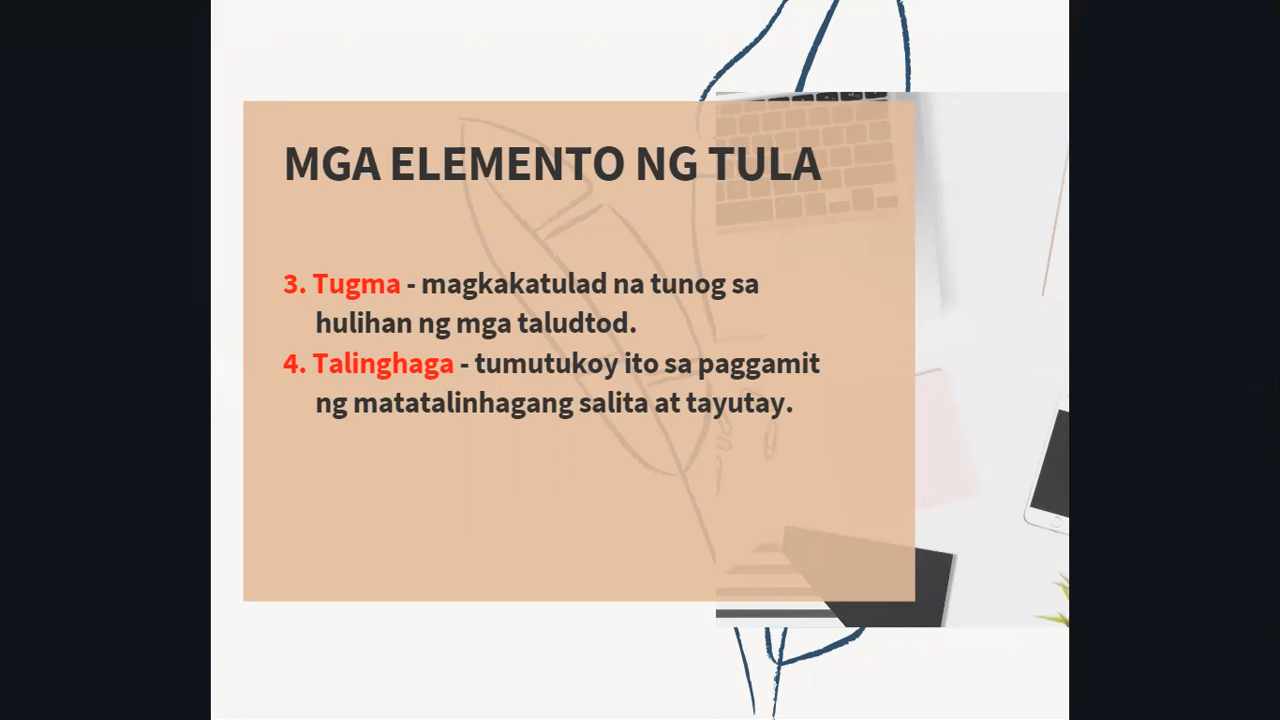 MGA ELEMENTO NG TULA
3. Tugma - magkakatulad na tunog sa
hulihan ng mga taludtod.
4. Talinghaga - tumutukoy ito sa paggamit
ng matatalinhagang salita at tayutay.